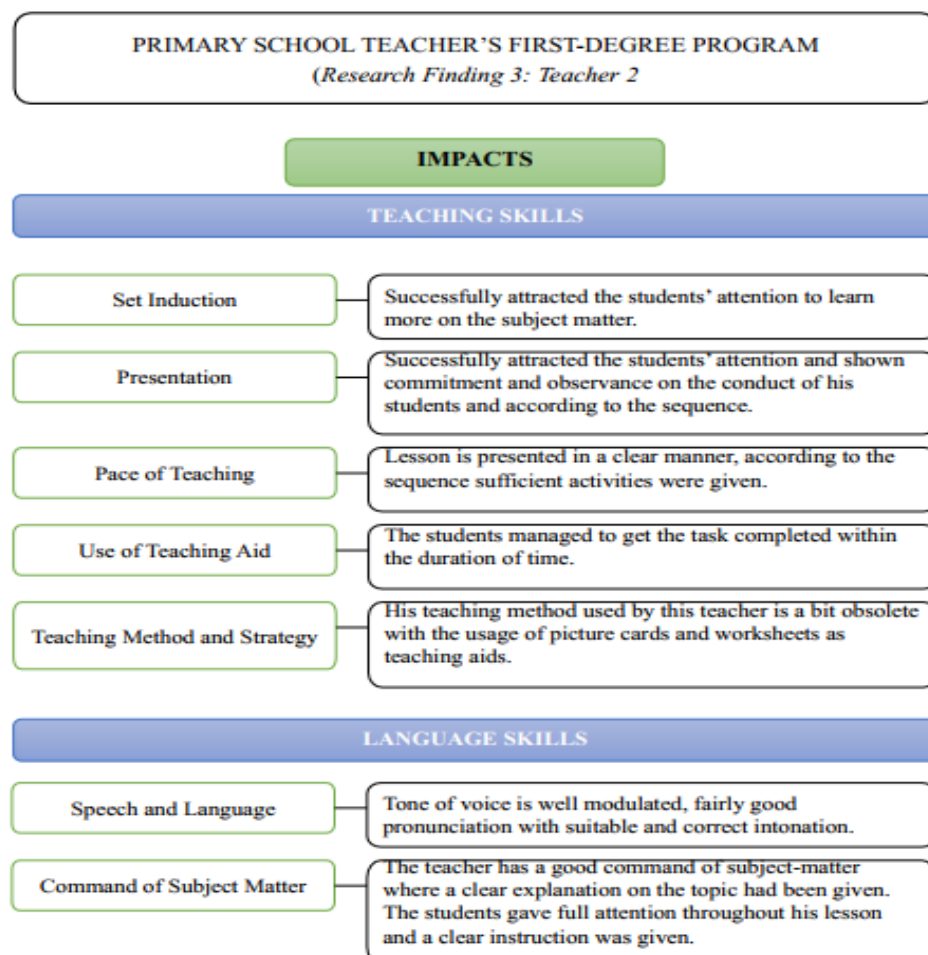 PRIMARY SCHOOL TEACHER'S FIRST-DEGREE PROGRAM
(Research Finding 3: Teacher 2
IMPACTS
TEACHING SKILLS
Set Induction
Successfully attracted the students' attention to learn
more on the subject matter.
Presentation
Successfully attracted the students' attention and shown
commitment and observance on the conduct of his
students and according to the sequence.
Pace of Teaching
Lesson is presented in a clear manner, according to the
sequence sufficient activities were given.
Use of Teaching Aid
The students managed to get the task completed within
the duration of time.
Teaching Method and Strategy
His teaching method used by this teacher is a bit obsolete
with the usage of picture cards and worksheets as
teaching aids.
LANGUAGE SKILLS
Speech and Language
Tone of voice is well modulated, fairly good
pronunciation with suitable and correct intonation.
Command of Subject Matter
The teacher has a good command of subject-matter
where a clear explanation on the topic had been given.
The students gave full attention throughout his lesson
and a clear instruction was given.